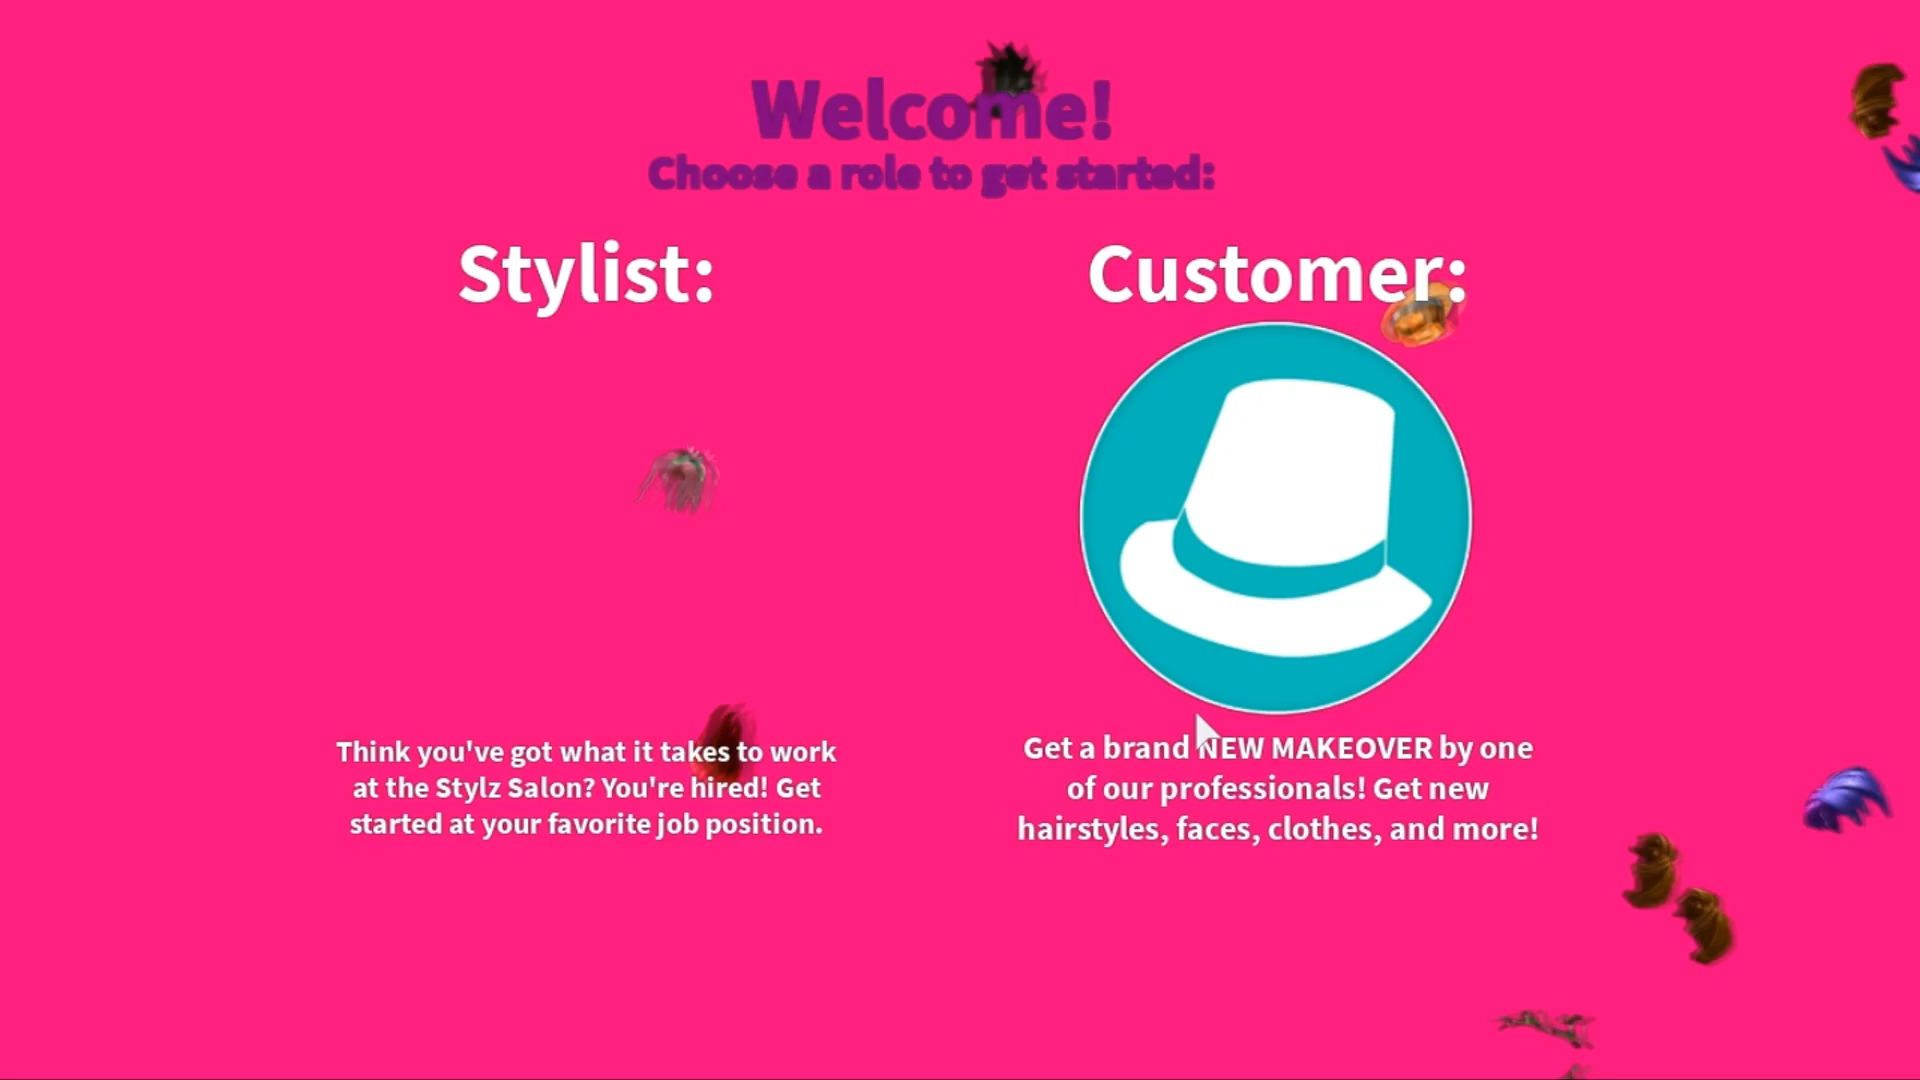 Welcome!
Choose a role to get started:
Stylist:
Think you've got what it takes to work
at the Stylz Salon? You're hired! Get
started at your favorite job position.
Customer:
Get a brand NEW MAKEOVER by one
of our professionals! Get new
hairstyles, faces, clothes, and more!